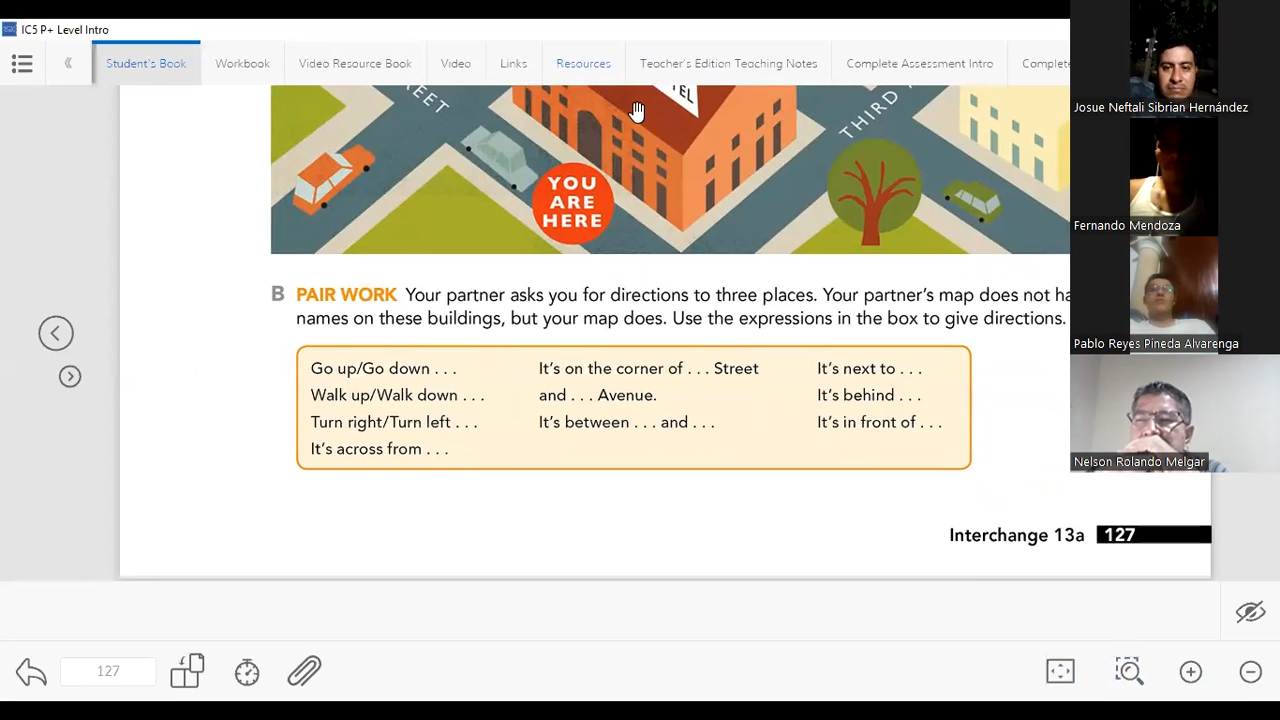 IC5 P+ Level Intro
Student's Book Workbook Video Resource Book Video Links Resources Teacher's Edition Teaching Notes Complete Assessment Intro
STREET
TEL
THIRD
YOU
ARE
HERE
B PAIR WORK Your partner asks you for directions to three places. Your partner's map does not ha
names on these buildings, but your map does. Use the expressions in the box to give directions.
Go up/Go down . . .
Walk up/Walk down . . .
Turn right/Turn left . . .
It's across from . . .
It's on the corner of . . . Street
and . . . Avenue.
It's between . . . and . . .
It's next to . . .
It's behind . . .
It's in front of . . .
Interchange 13a 127
127
Josue Neftali Sibrian Hernández
Fernando Mendoza
Pablo Reyes Pineda Alvarenga
Nelson Rolando Melgar